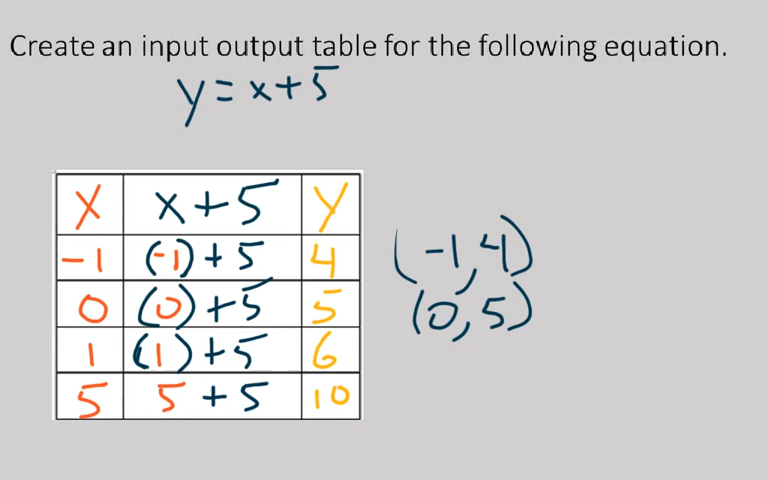 Create an input output table for the following equation.
y = x + 5
X x + 5 y
-1 (-1) + 5 4
0 (0) + 5 5
1 (1) + 5 6
5 5 + 5 10
(-1, 4)
(0, 5)